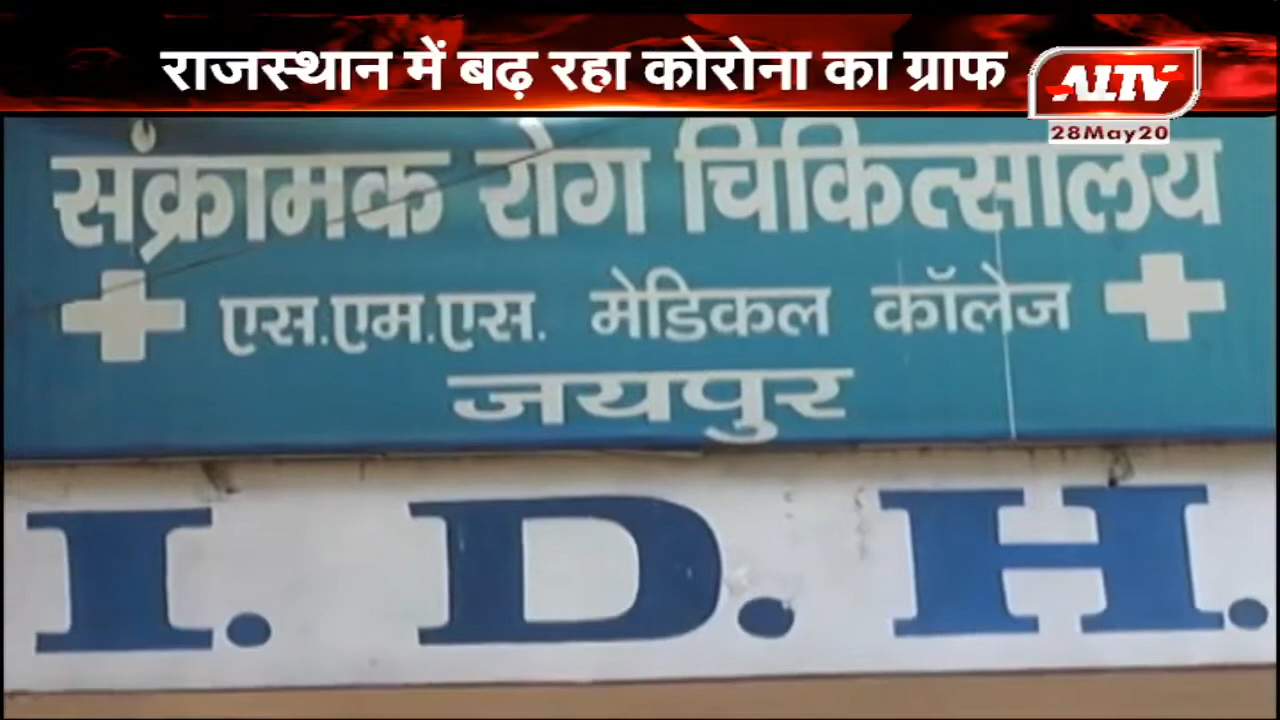 राजस्थान में बढ़ रहा कोरोना का ग्राफ
ALTV
28May20
संक्रामक रोग चिकित्सालय
एस.एम.एस. मेडिकल कॉलेज
जयपुर
I. D. H.